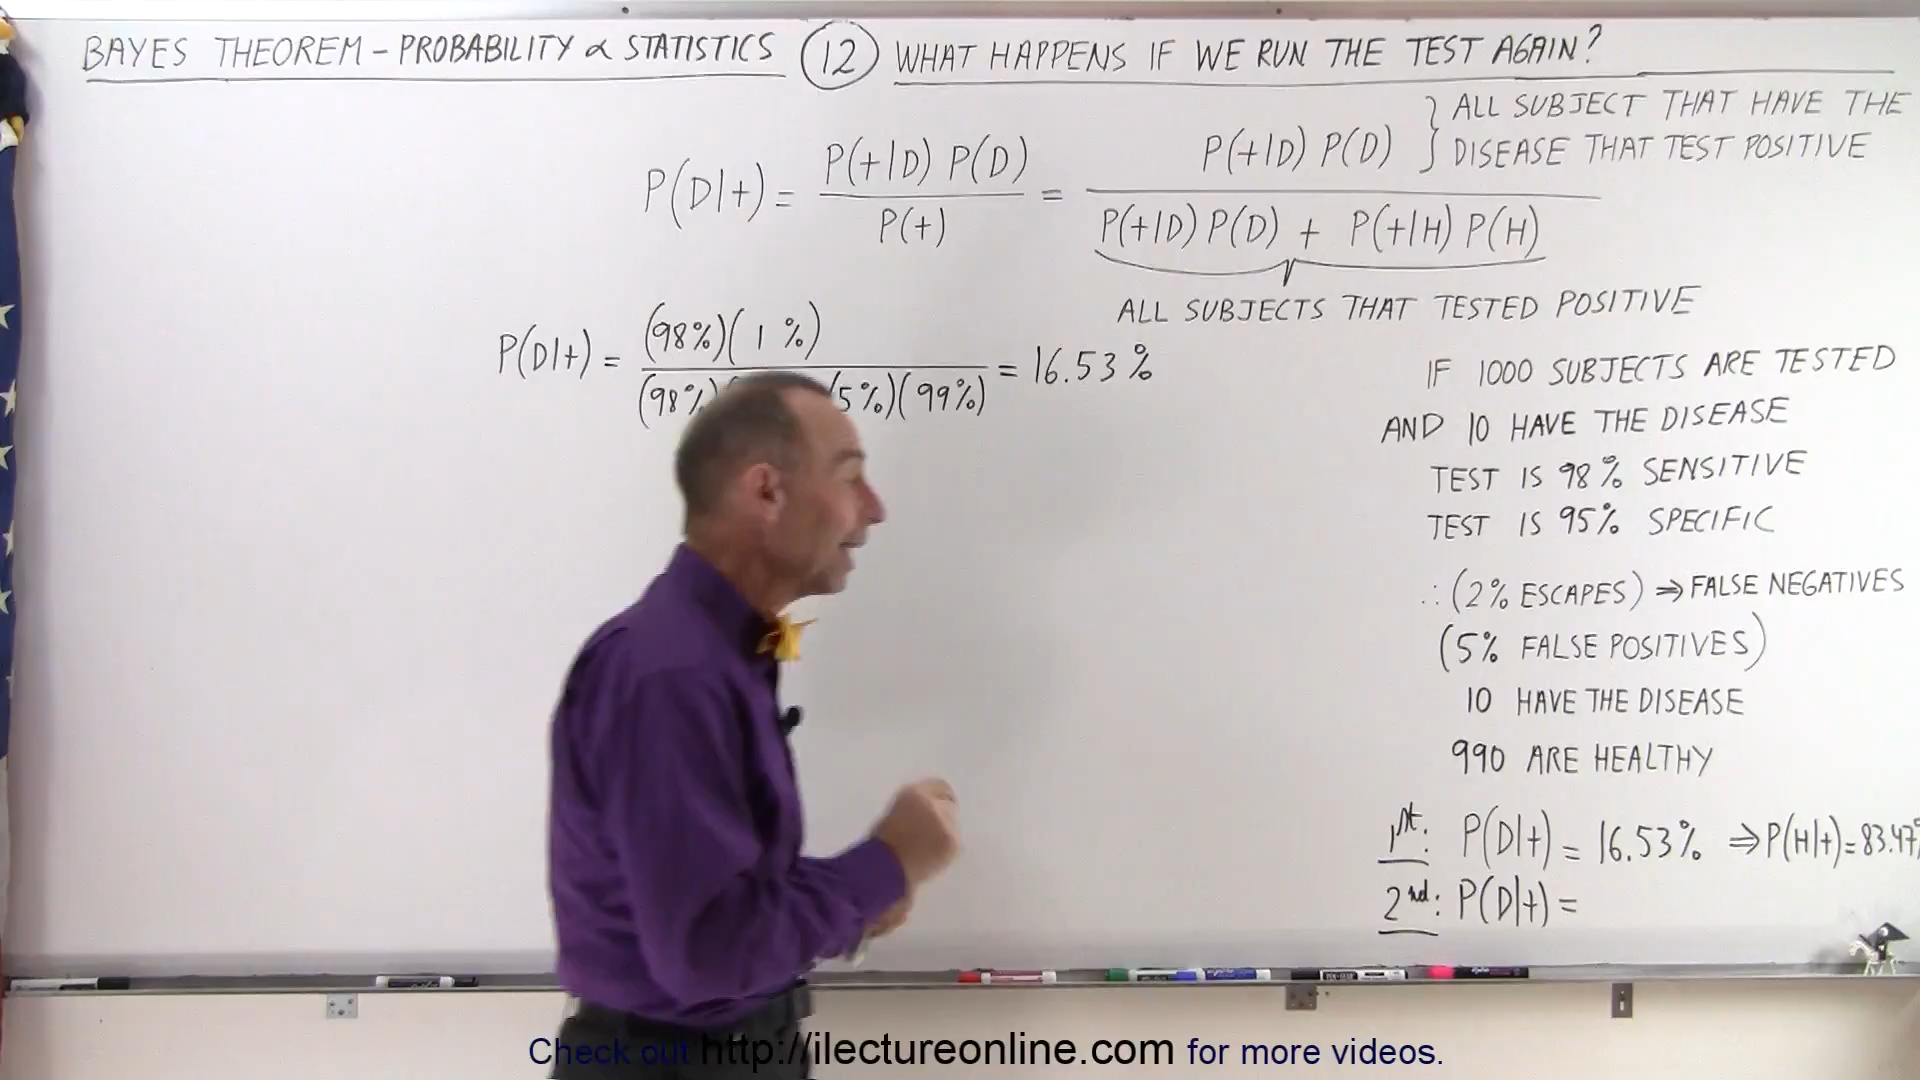 BAYES THEOREM - PROBABILITY & STATISTICS (12) WHAT HAPPENS IF WE RUN THE TEST AGAIN?
P(D|+) = P(+|D) P(D) / P(+) = P(+|D) P(D) / P(+|D) P(D) + P(+|H) P(H)
} ALL SUBJECT THAT HAVE THE
DISEASE THAT TEST POSITIVE
ALL SUBJECTS THAT TESTED POSITIVE
P(D|+) = (98%)(1%) / (98%) (5%)(99%) = 16.53%
IF 1000 SUBJECTS ARE TESTED
AND 10 HAVE THE DISEASE
TEST IS 98% SENSITIVE
TEST IS 95% SPECIFIC
∴ (2% ESCAPES) ⇒ FALSE NEGATIVES
(5% FALSE POSITIVES)
10 HAVE THE DISEASE
990 ARE HEALTHY
1st: P(D|+) = 16.53% ⇒ P(H|+) = 83.47%
2nd: P(D|+) =
Check out http://ilectureonline.com for more videos.